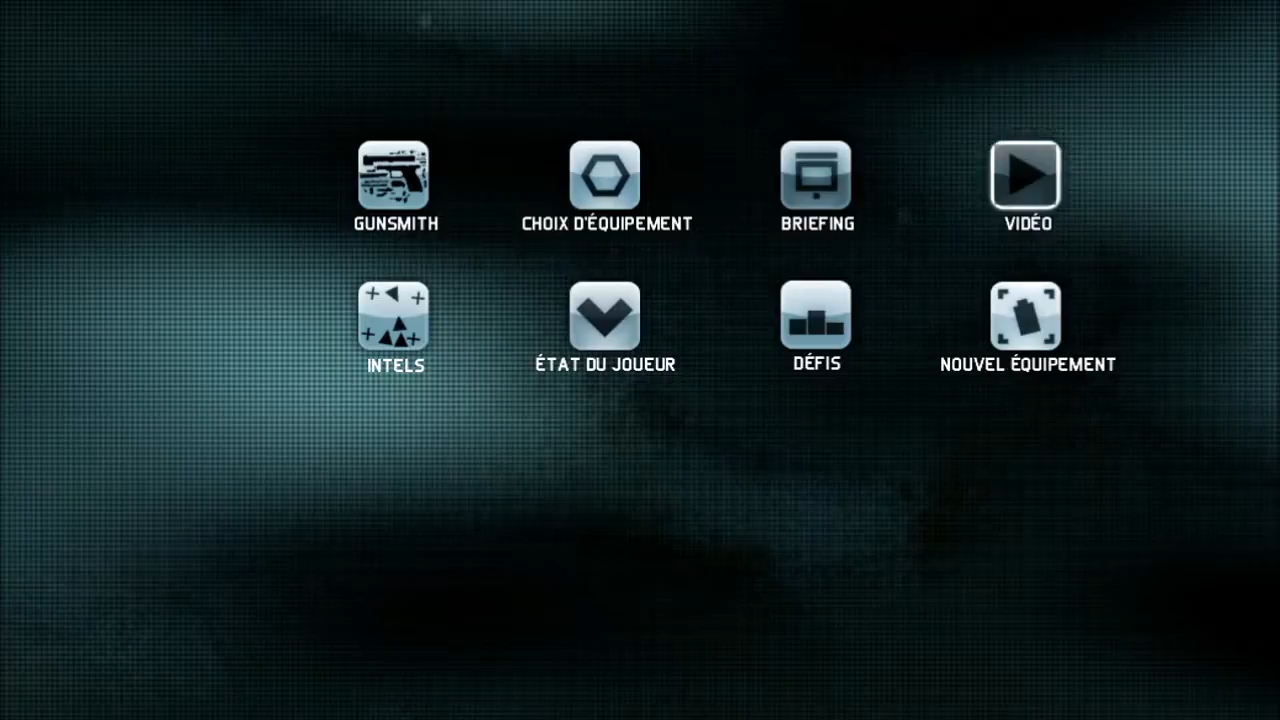 GUNSMITH
CHOIX D'ÉQUIPEMENT
BRIEFING
VIDÉO
INTELS
ÉTAT DU JOUEUR
DÉFIS
NOUVEL ÉQUIPEMENT